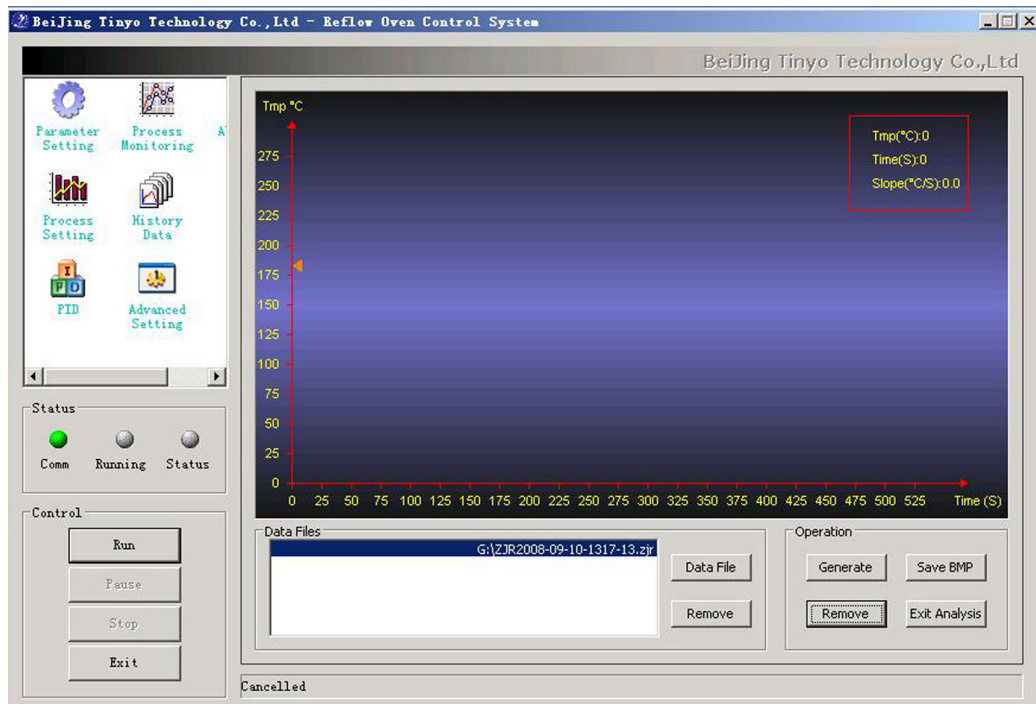 BeiJing Tinyo Technology Co.,Ltd - Reflow Oven Control System
BeiJing Tinyo Technology Co.,Ltd
Parameter Setting
Process Monitoring
Process Setting
History Data
PID
Advanced Setting
Status
Comm Running Status
Control
Run
Pause
Stop
Exit
Tmp °C
275
250
225
200
175
150
125
100
75
50
25
0
0 25 50 75 100 125 150 175 200 225 250 275 300 325 350 375 400 425 450 475 500 525 Time (S)
Tmp(°C):0
Time(S):0
Slope(°C/S):0.0
Data Files
G:\ZJR2008-09-10-1317-13.zjr
Data File
Remove
Operation
Generate Save BMP
Remove Exit Analysis
Cancelled